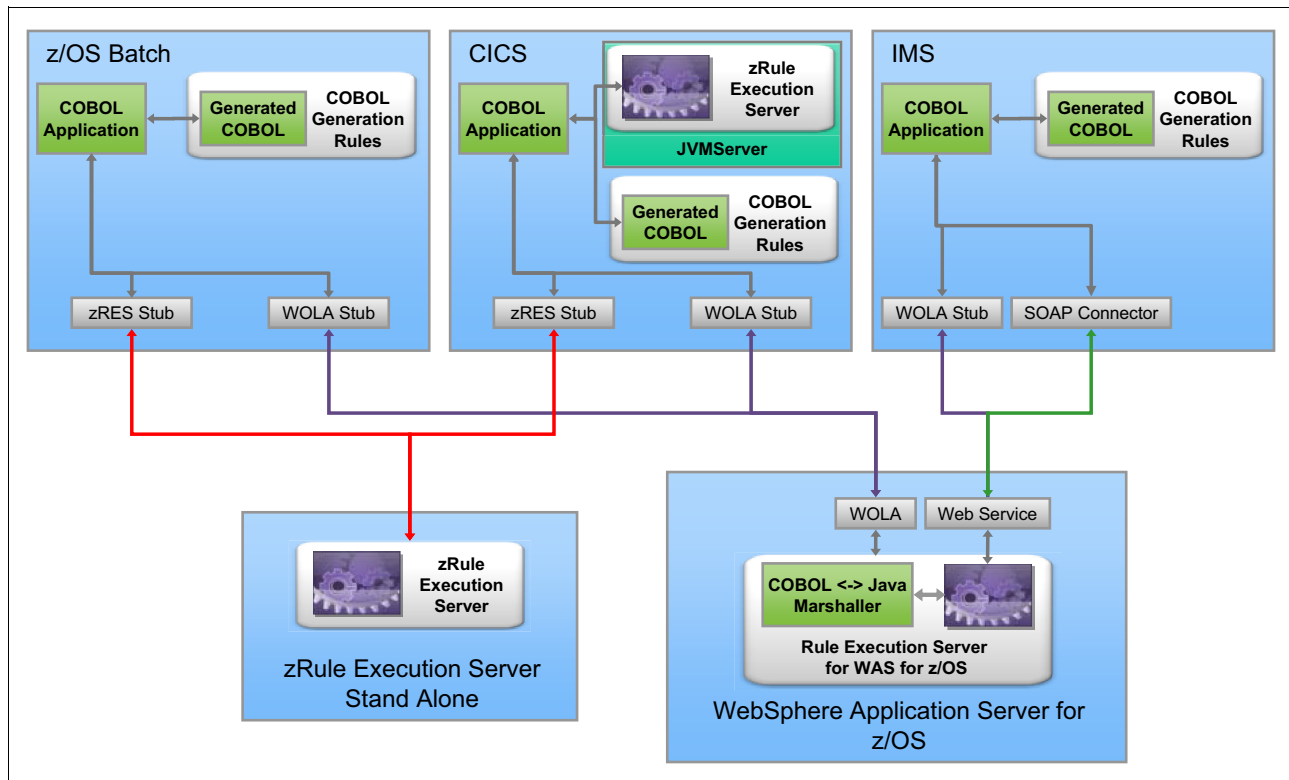 z/OS Batch
COBOL
Application
Generated
COBOL
COBOL
Generation
Rules
zRES Stub
WOLA Stub
CICS
COBOL
Application
zRule
Execution
Server
JVMServer
Generated
COBOL
COBOL
Generation
Rules
zRES Stub
WOLA Stub
IMS
COBOL
Application
Generated
COBOL
COBOL
Generation
Rules
WOLA Stub
SOAP Connector
zRule
Execution
Server
zRule Execution Server
Stand Alone
WOLA
Web Service
COBOL <-> Java
Marshaller
Rule Execution Server
for WAS for z/OS
WebSphere Application Server for
z/OS